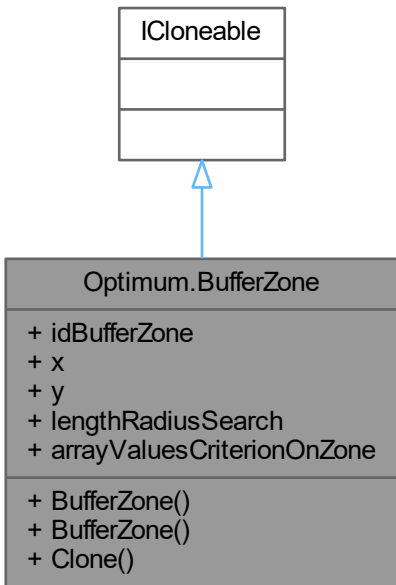 ICloneable
Optimum.BufferZone
+ idBufferZone
+ x
+ y
+ lengthRadiusSearch
+ arrayValuesCriterionOnZone
+ BufferZone()
+ BufferZone()
+ Clone()